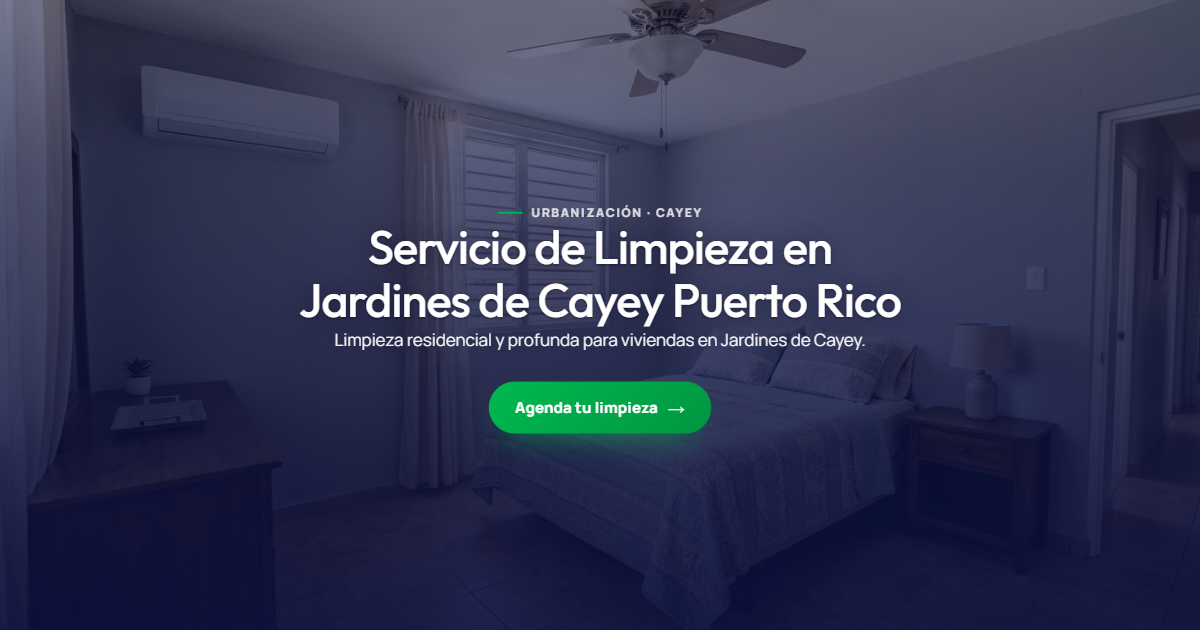 URBANIZACIÓN · CAYEY
Servicio de Limpieza en
Jardines de Cayey Puerto Rico
Limpieza residencial y profunda para viviendas en Jardines de Cayey.
Agenda tu limpieza →